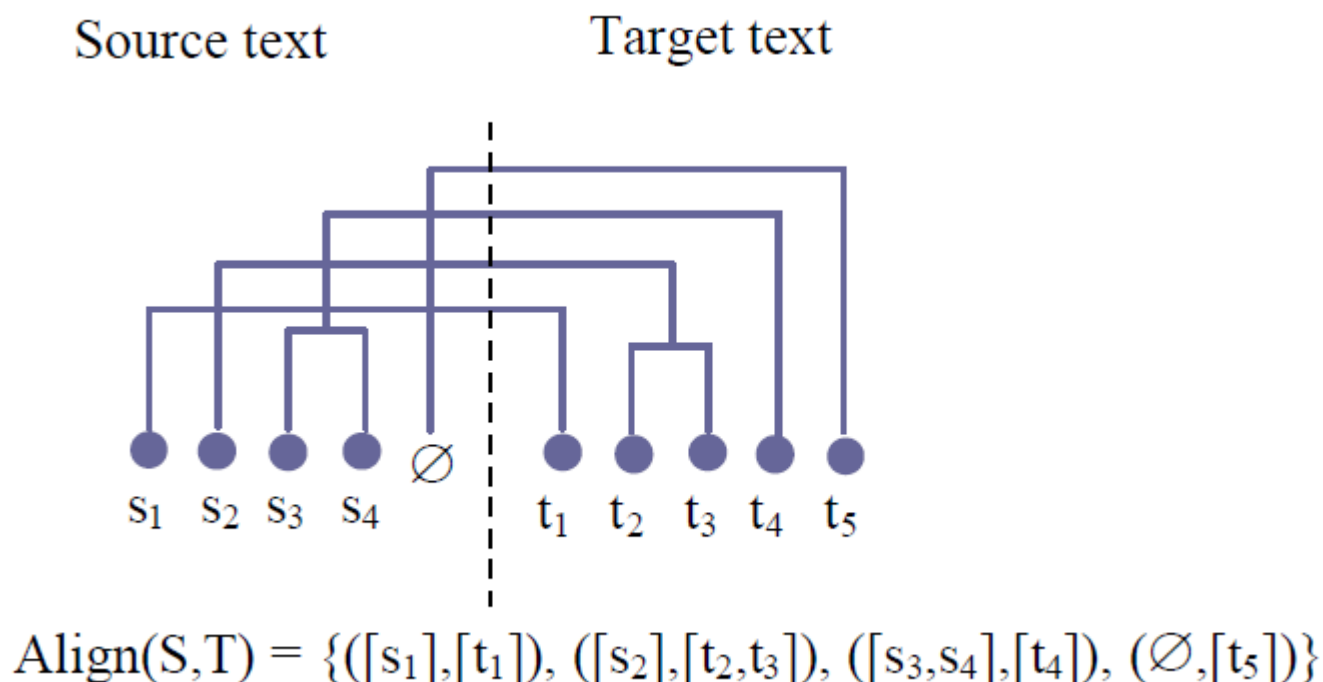 Source text Target text
∅
s₁ s₂ s₃ s₄ t₁ t₂ t₃ t₄ t₅
Align(S,T) = {([s₁],[t₁]), ([s₂],[t₂,t₃]), ([s₃,s₄],[t₄]), (∅,[t₅])}